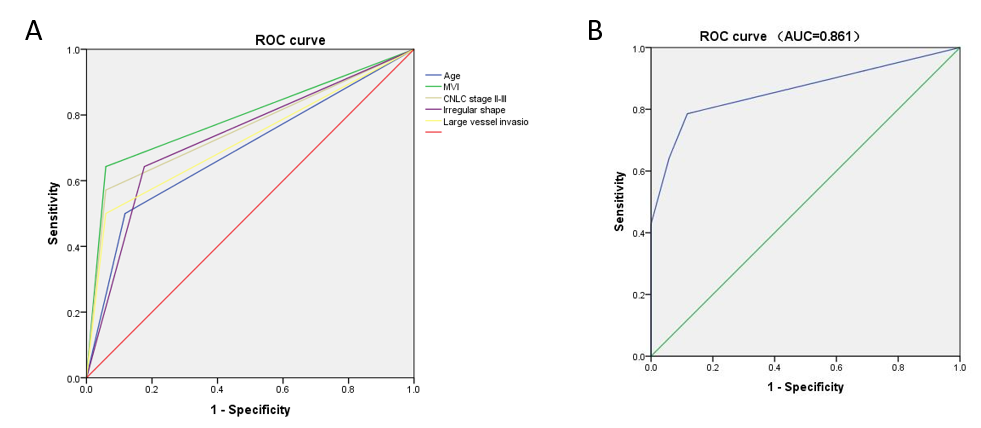 A
ROC curve
1.0
0.8
0.6
0.4
0.2
0.0
0.0 0.2 0.4 0.6 0.8 1.0
Sensitivity
1 - Specificity
Age
MVI
CNLC stage II-III
Irregular shape
Large vessel invasio
B
ROC curve （AUC=0.861）
1.0
0.8
0.6
0.4
0.2
0.0
0.0 0.2 0.4 0.6 0.8 1.0
Sensitivity
1 - Specificity